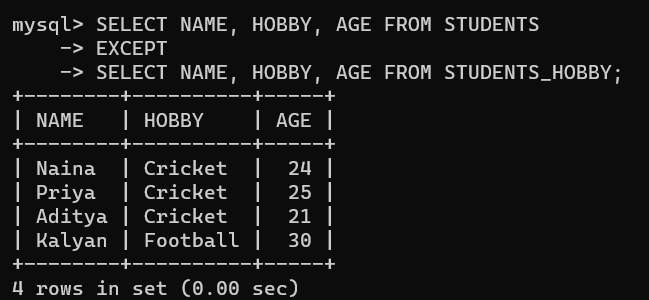 mysql> SELECT NAME, HOBBY, AGE FROM STUDENTS
    -> EXCEPT
    -> SELECT NAME, HOBBY, AGE FROM STUDENTS_HOBBY;
+--------+----------+-----+
| NAME   | HOBBY    | AGE |
+--------+----------+-----+
| Naina  | Cricket  |  24 |
| Priya  | Cricket  |  25 |
| Aditya | Cricket  |  21 |
| Kalyan | Football |  30 |
+--------+----------+-----+
4 rows in set (0.00 sec)